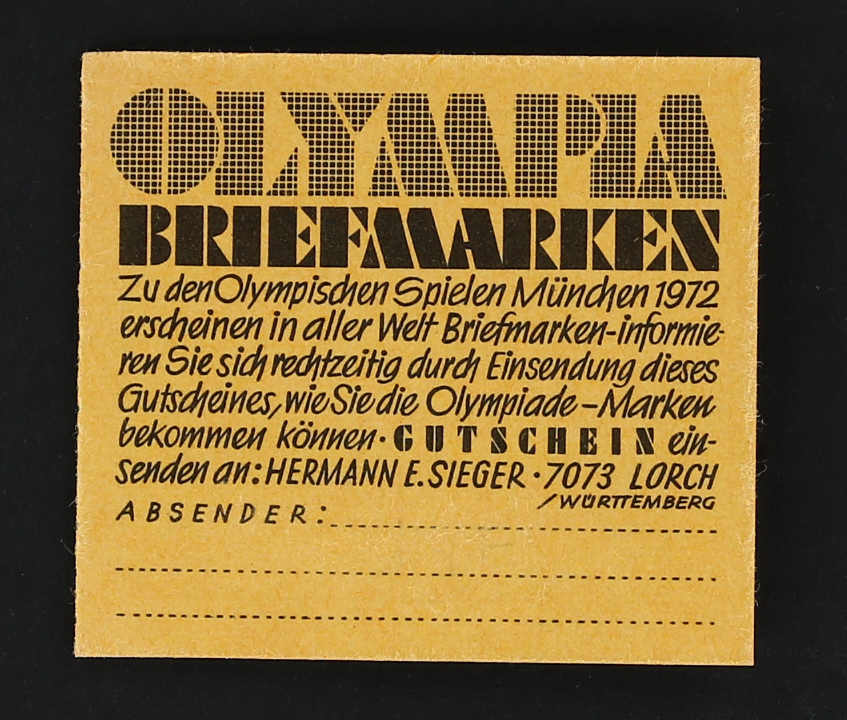 OLYMPIA
BRIEFMARKEN
Zu den Olympischen Spielen München 1972
erscheinen in aller Welt Briefmarken-informie-
ren Sie sich rechtzeitig durch Einsendung dieses
Gutscheines, wie Sie die Olympiade-Marken
bekommen können · GUTSCHEIN ein-
senden an: HERMANN E. SIEGER · 7073 LORCH
/WÜRTTEMBERG
ABSENDER: